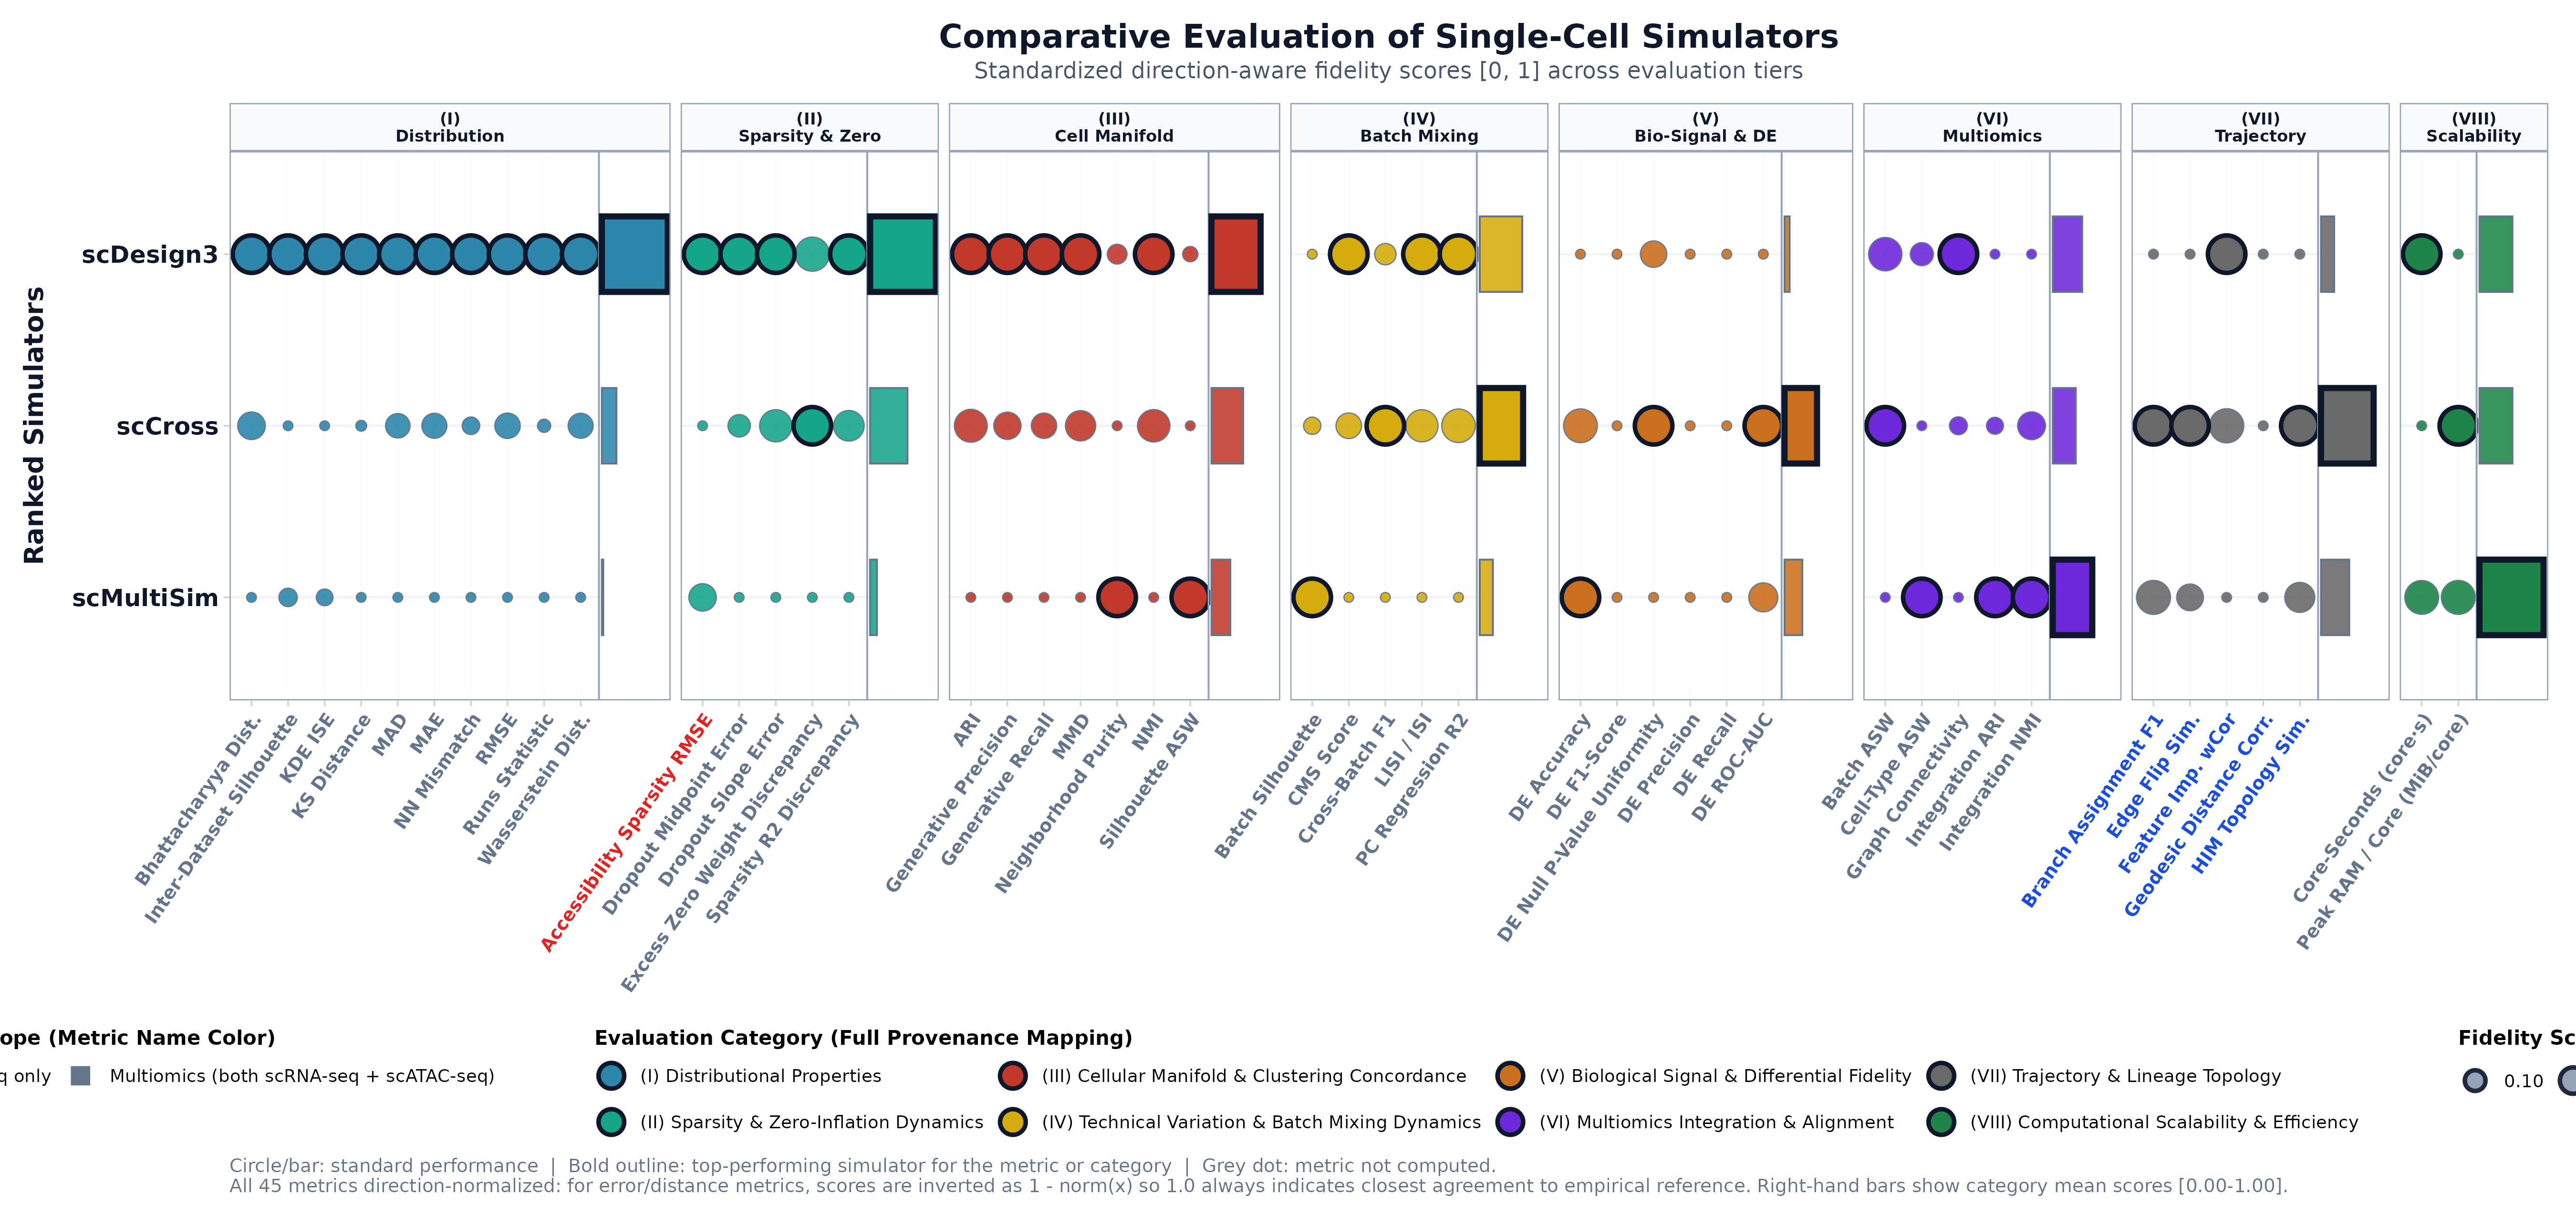 Comparative Evaluation of Single-Cell Simulators
Standardized direction-aware fidelity scores [0, 1] across evaluation tiers
(I)
Distribution
(II)
Sparsity & Zero
(III)
Cell Manifold
(IV)
Batch Mixing
(V)
Bio-Signal & DE
(VI)
Multiomics
(VII)
Trajectory
(VIII)
Scalability
Ranked Simulators
scDesign3
scCross
scMultiSim
Bhattacharyya Dist.
Inter-Dataset Silhouette
KDE ISE
KS Distance
MAD
MAE
NN Mismatch
RMSE
Runs Statistic
Wasserstein Dist.
Accessibility Sparsity RMSE
Dropout Midpoint Error
Dropout Slope Error
Excess Zero Weight Discrepancy
Sparsity R2 Discrepancy
ARI
Generative Precision
Generative Recall
MMD
Neighborhood Purity
NMI
Silhouette ASW
Batch Silhouette
CMS Score
Cross-Batch F1
LISI / ISI
PC Regression R2
DE Accuracy
DE F1-Score
DE Null P-Value Uniformity
DE Precision
DE Recall
DE ROC-AUC
Batch ASW
Cell-Type ASW
Graph Connectivity
Integration ARI
Integration NMI
Branch Assignment F1
Edge Flip Sim.
Feature Imp. wCor
Geodesic Distance Corr.
HIM Topology Sim.
Core-Seconds (core·s)
Peak RAM / Core (MiB/core)
ope (Metric Name Color)
q only
Multiomics (both scRNA-seq + scATAC-seq)
Evaluation Category (Full Provenance Mapping)
(I) Distributional Properties
(III) Cellular Manifold & Clustering Concordance
(V) Biological Signal & Differential Fidelity
(VII) Trajectory & Lineage Topology
(II) Sparsity & Zero-Inflation Dynamics
(IV) Technical Variation & Batch Mixing Dynamics
(VI) Multiomics Integration & Alignment
(VIII) Computational Scalability & Efficiency
Fidelity Sc
0.10
Circle/bar: standard performance | Bold outline: top-performing simulator for the metric or category | Grey dot: metric not computed.
All 45 metrics direction-normalized: for error/distance metrics, scores are inverted as 1 - norm(x) so 1.0 always indicates closest agreement to empirical reference. Right-hand bars show category mean scores [0.00-1.00].